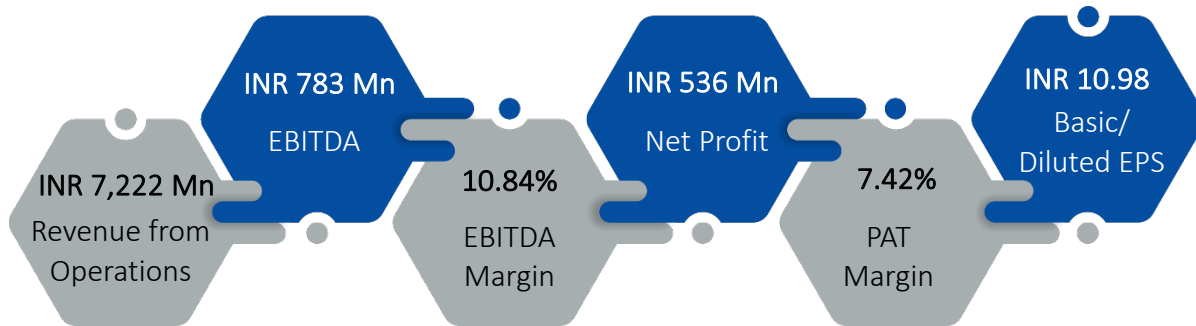 INR 7,222 Mn
Revenue from
Operations
INR 783 Mn
EBITDA
10.84%
EBITDA
Margin
INR 536 Mn
Net Profit
7.42%
PAT
Margin
INR 10.98
Basic/
Diluted EPS